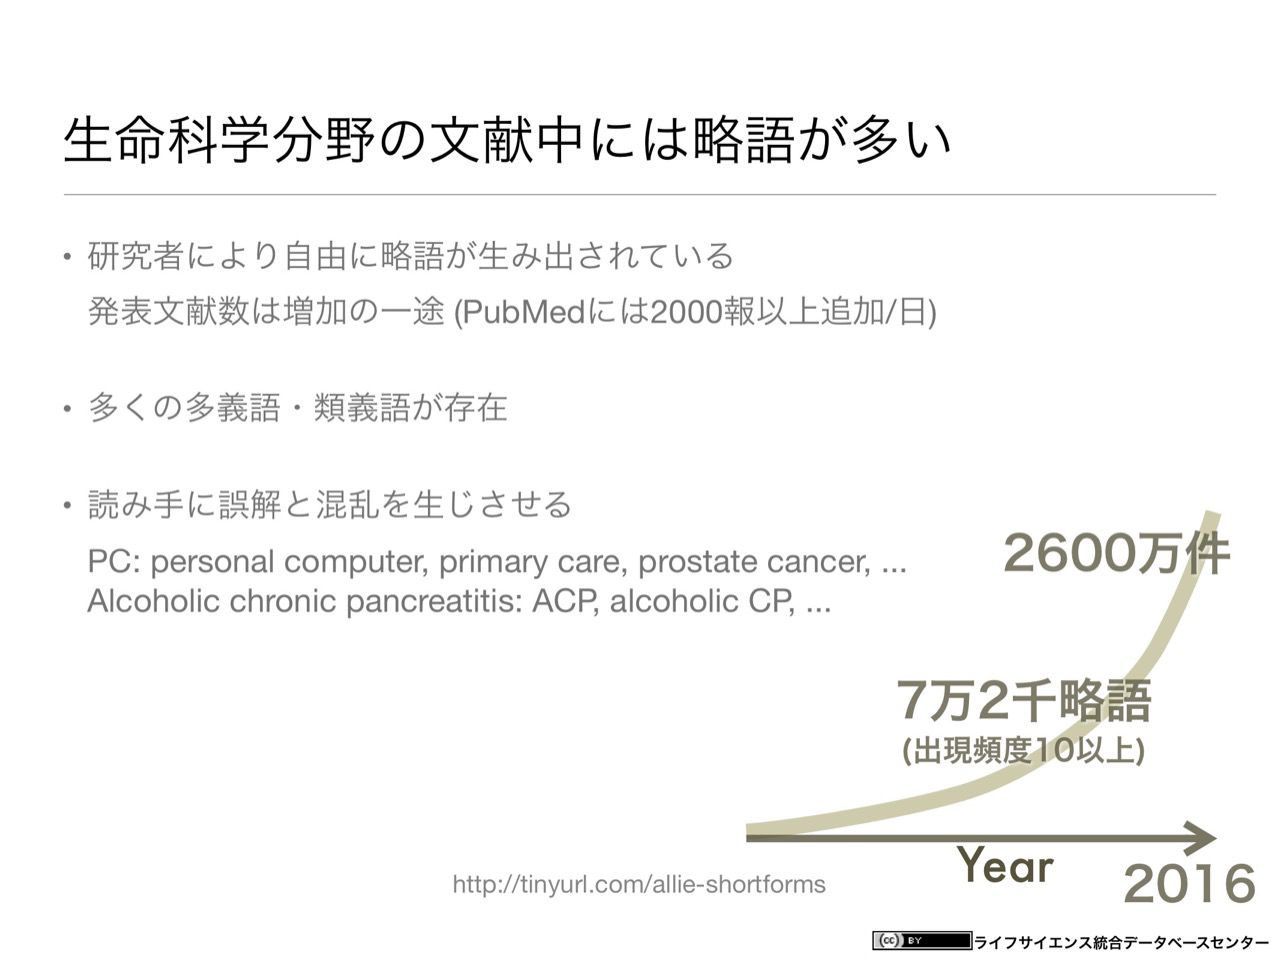 生命科学分野の文献中には略語が多い
• 研究者により自由に略語が生み出されている
発表文献数は増加の一途 (PubMedには2000報以上追加/日)
• 多くの多義語・類義語が存在
• 読み手に誤解と混乱を生じさせる
PC: personal computer, primary care, prostate cancer, ...
Alcoholic chronic pancreatitis: ACP, alcoholic CP, ...
2600万件
7万2千略語
(出現頻度10以上)
Year
2016
http://tinyurl.com/allie-shortforms
cc BY ライフサイエンス統合データベースセンター